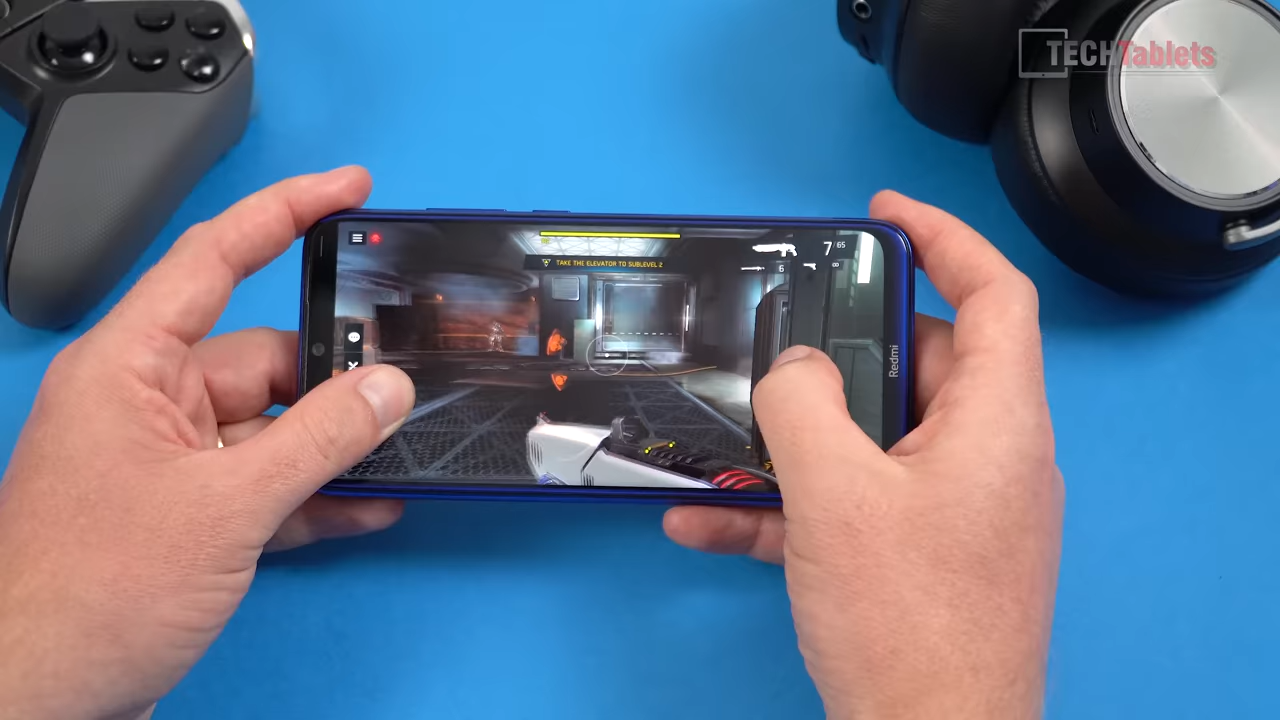 TECHTablets
TAKE THE ELEVATOR TO SUBLEVEL 2
7/65
6 ∞
Redmi